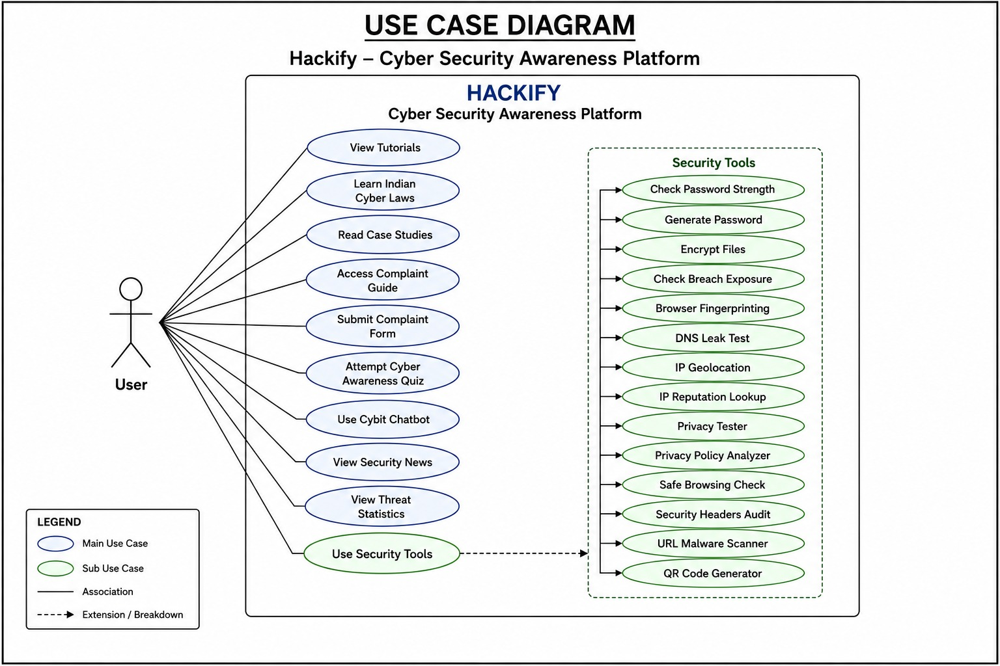 USE CASE DIAGRAM
Hackify – Cyber Security Awareness Platform
HACKIFY
Cyber Security Awareness Platform
View Tutorials
Learn Indian
Cyber Laws
Read Case Studies
Access Complaint
Guide
Submit Complaint
Form
Attempt Cyber
Awareness Quiz
Use Cybit Chatbot
View Security News
View Threat
Statistics
Use Security Tools
Security Tools
Check Password Strength
Generate Password
Encrypt Files
Check Breach Exposure
Browser Fingerprinting
DNS Leak Test
IP Geolocation
IP Reputation Lookup
Privacy Tester
Privacy Policy Analyzer
Safe Browsing Check
Security Headers Audit
URL Malware Scanner
QR Code Generator
User
LEGEND
Main Use Case
Sub Use Case
Association
Extension / Breakdown